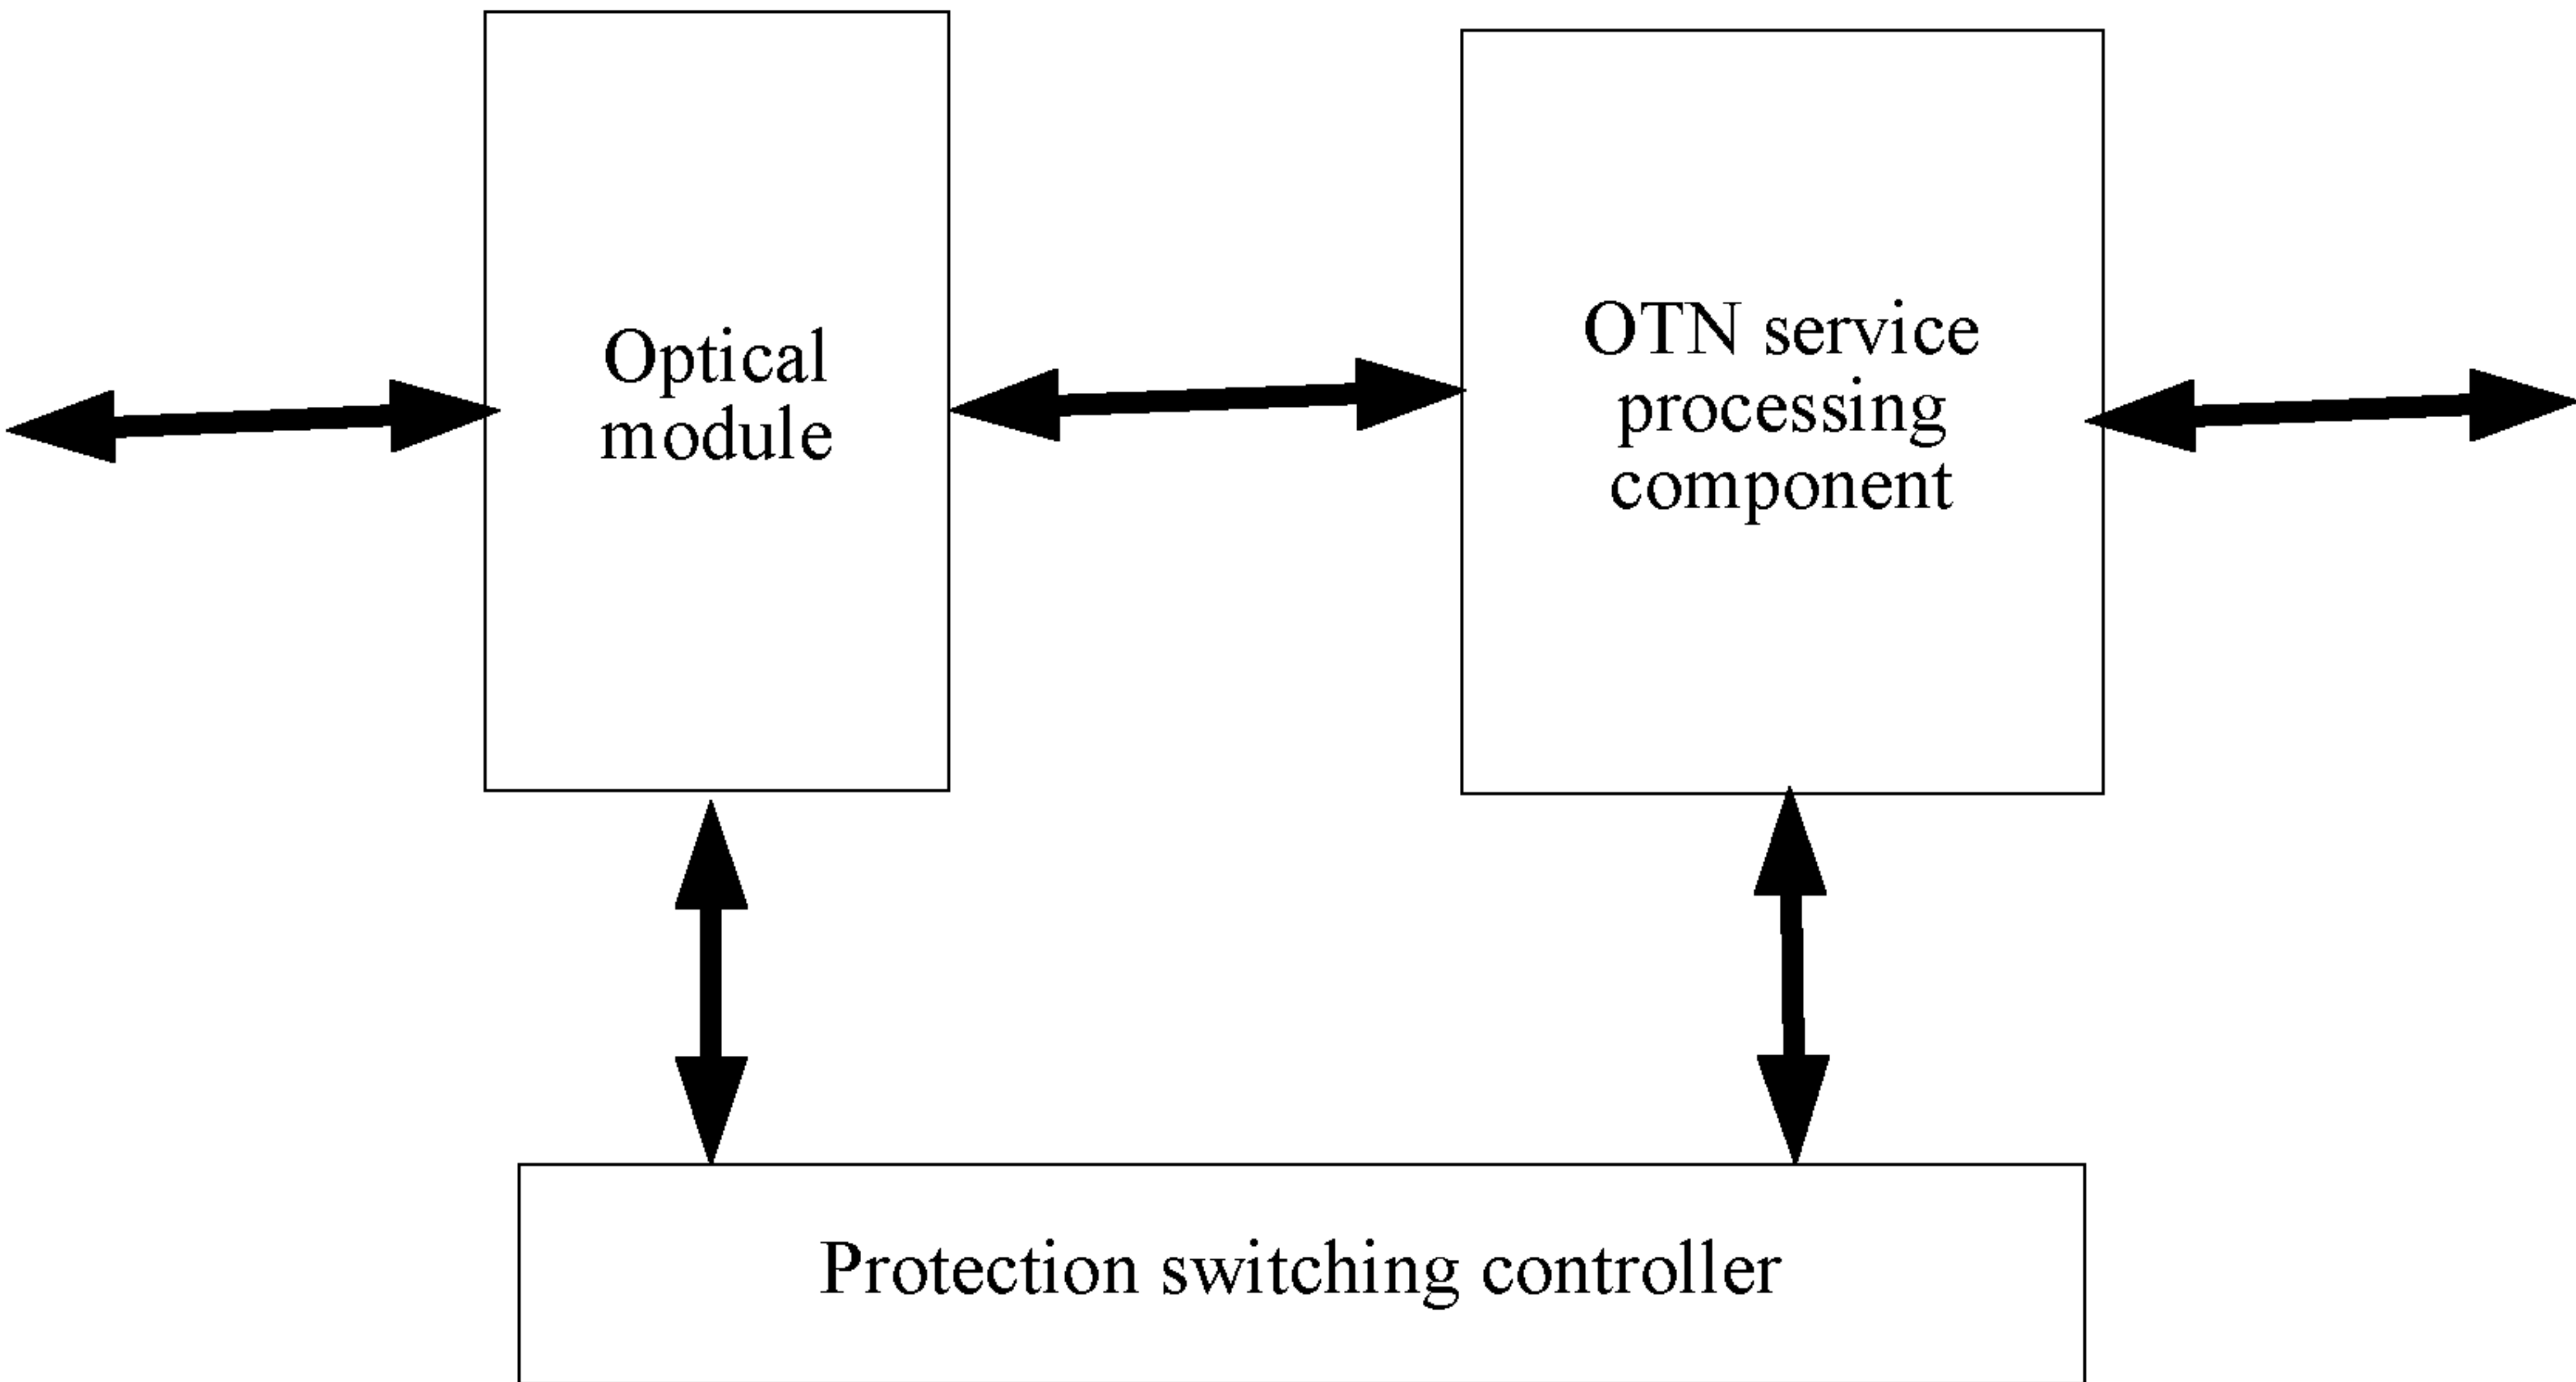 Optical
module
OTN service
processing
component
Protection switching controller